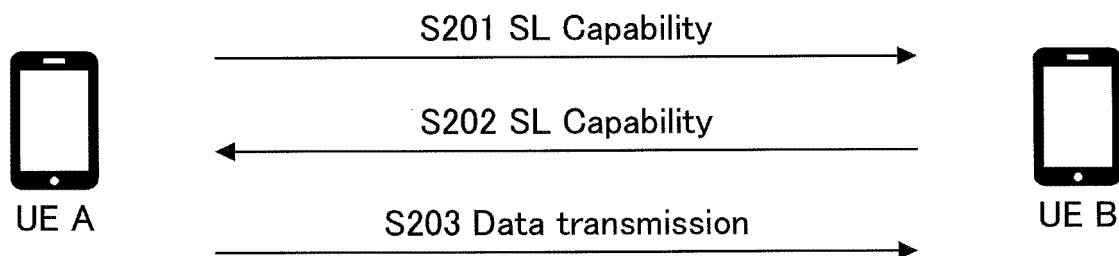 S201 SL Capability
S202 SL Capability
UE A
S203 Data transmission
UE B